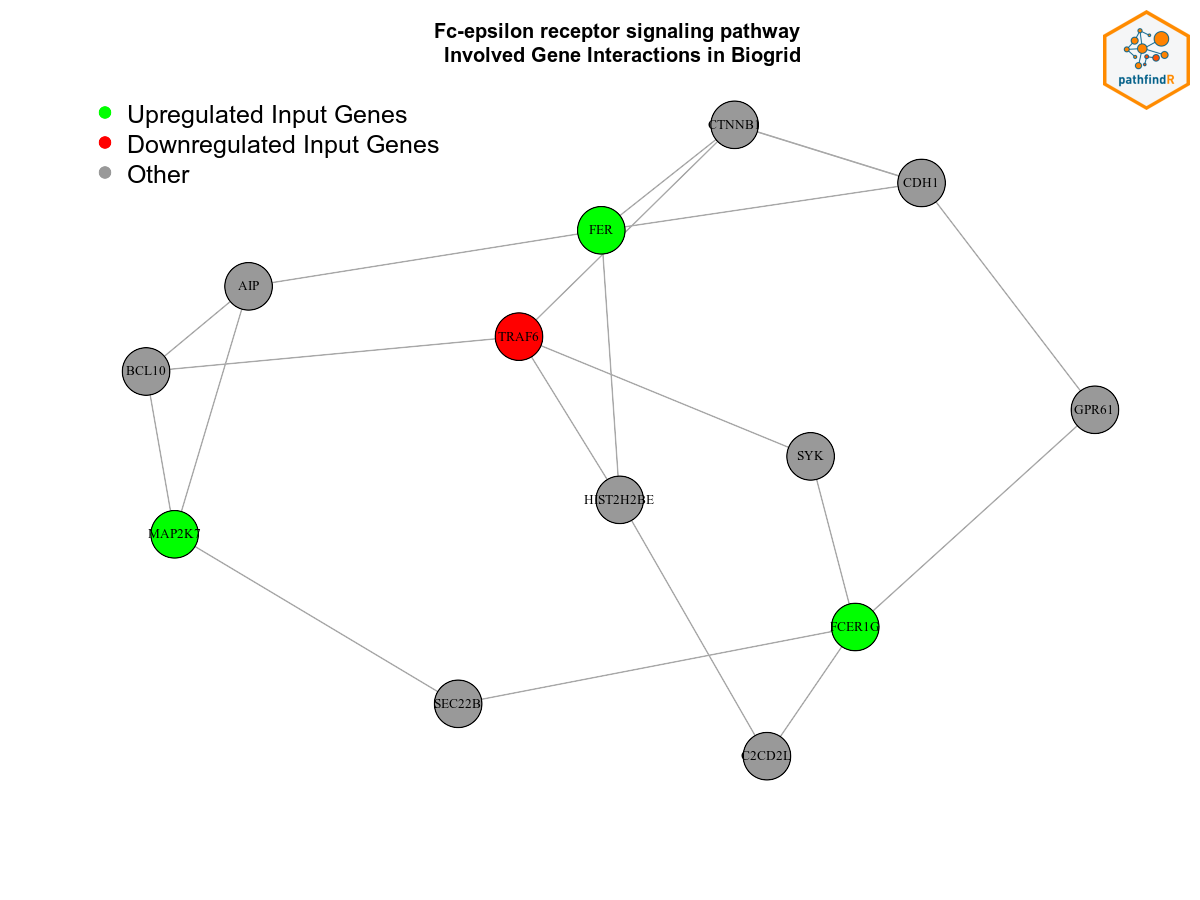 Fc-epsilon receptor signaling pathway
Involved Gene Interactions in Biogrid
pathfindR
Upregulated Input Genes
Downregulated Input Genes
Other
CTNNB1
CDH1
FER
AIP
TRAF6
BCL10
GPR61
SYK
HIST2H2BE
MAP2K7
FCER1G
SEC22B
C2CD2L